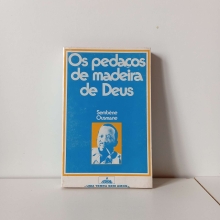 Os pedaços
de madeira
de Deus
Sembène
Ousmane